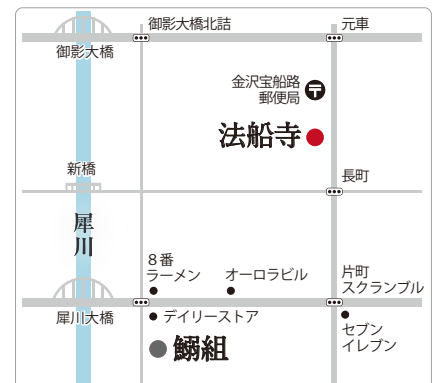 御影大橋北詰
元車
御影大橋
金沢宝船路
郵便局
法船寺
新橋
長町
犀川
8番
ラーメン
オーロラビル
片町
スクランブル
犀川大橋
デイリーストア
セブン
イレブン
鰯組